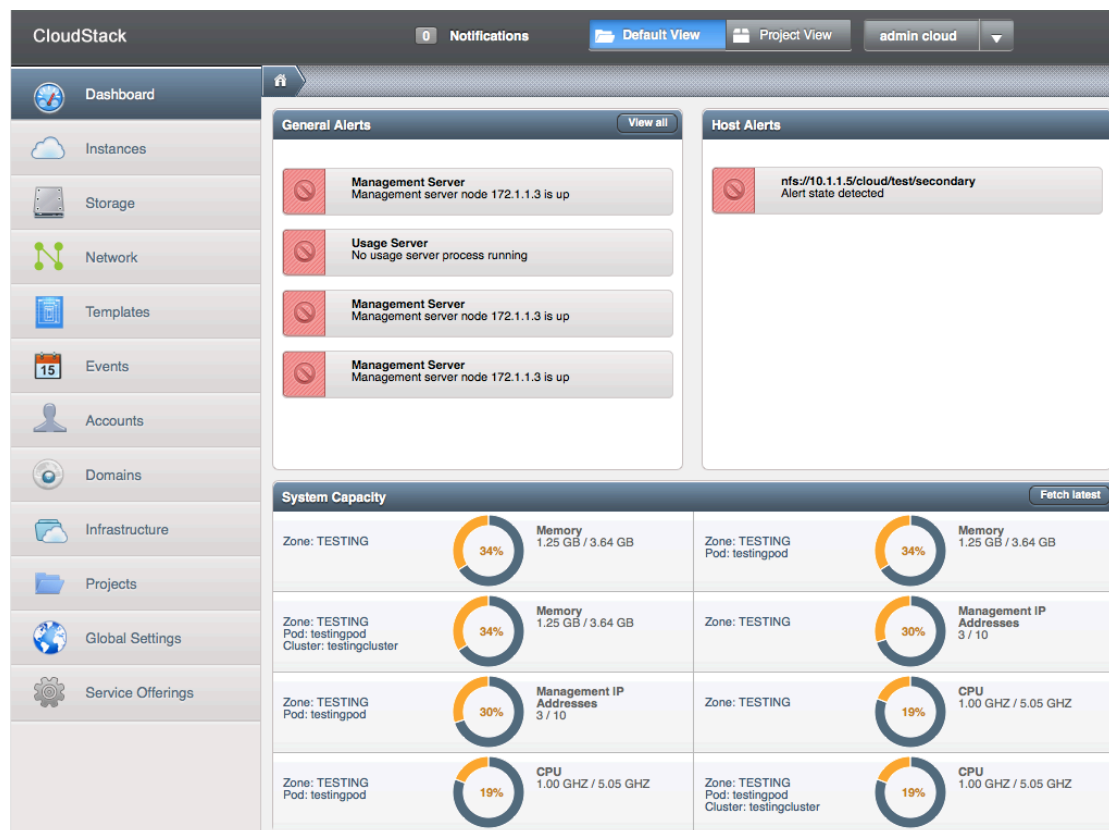 CloudStack
0 Notifications
Default View
Project View
admin cloud
Dashboard
Instances
Storage
Network
Templates
15
Events
Accounts
Domains
Infrastructure
Projects
Global Settings
Service Offerings
General Alerts
View all
Management Server
Management server node 172.1.1.3 is up
Usage Server
No usage server process running
Management Server
Management server node 172.1.1.3 is up
Management Server
Management server node 172.1.1.3 is up
Host Alerts
nfs://10.1.1.5/cloud/test/secondary
Alert state detected
System Capacity
Fetch latest
Zone: TESTING
34%
Memory
1.25 GB / 3.64 GB
Zone: TESTING
Pod: testingpod
34%
Memory
1.25 GB / 3.64 GB
Zone: TESTING
Pod: testingpod
Cluster: testingcluster
34%
Memory
1.25 GB / 3.64 GB
Zone: TESTING
30%
Management IP
Addresses
3 / 10
Zone: TESTING
Pod: testingpod
30%
Management IP
Addresses
3 / 10
Zone: TESTING
19%
CPU
1.00 GHZ / 5.05 GHZ
Zone: TESTING
Pod: testingpod
19%
CPU
1.00 GHZ / 5.05 GHZ
Zone: TESTING
Pod: testingpod
Cluster: testingcluster
19%
CPU
1.00 GHZ / 5.05 GHZ